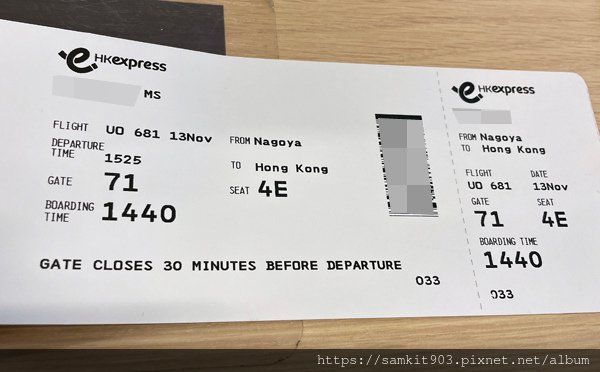 HKexpress
MS
FLIGHT UO 681 13Nov FROM Nagoya
DEPARTURE TIME 1525 TO Hong Kong
GATE 71 SEAT 4E
BOARDING TIME 1440
GATE CLOSES 30 MINUTES BEFORE DEPARTURE
033
HKexpress
FROM Nagoya
TO Hong Kong
FLIGHT DATE
UO 681 13Nov
GATE SEAT
71 4E
BOARDING TIME
1440
033
https://samkit903.pixnet.net/album